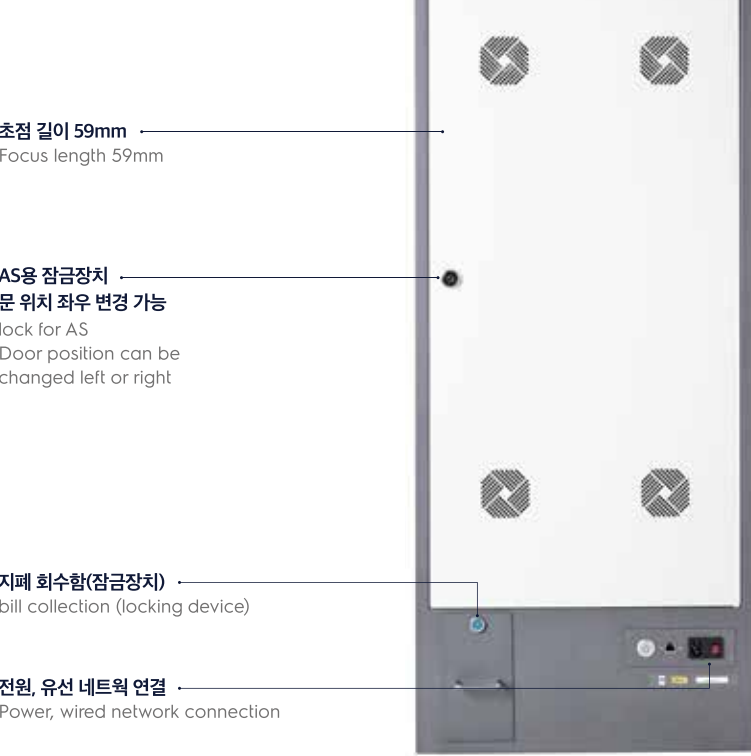 초점 길이 59mm
Focus length 59mm
AS용 잠금장치
문 위치 좌우 변경 가능
lock for AS
Door position can be
changed left or right
지폐 회수함(잠금장치)
bill collection (locking device)
전원, 유선 네트웍 연결
Power, wired network connection